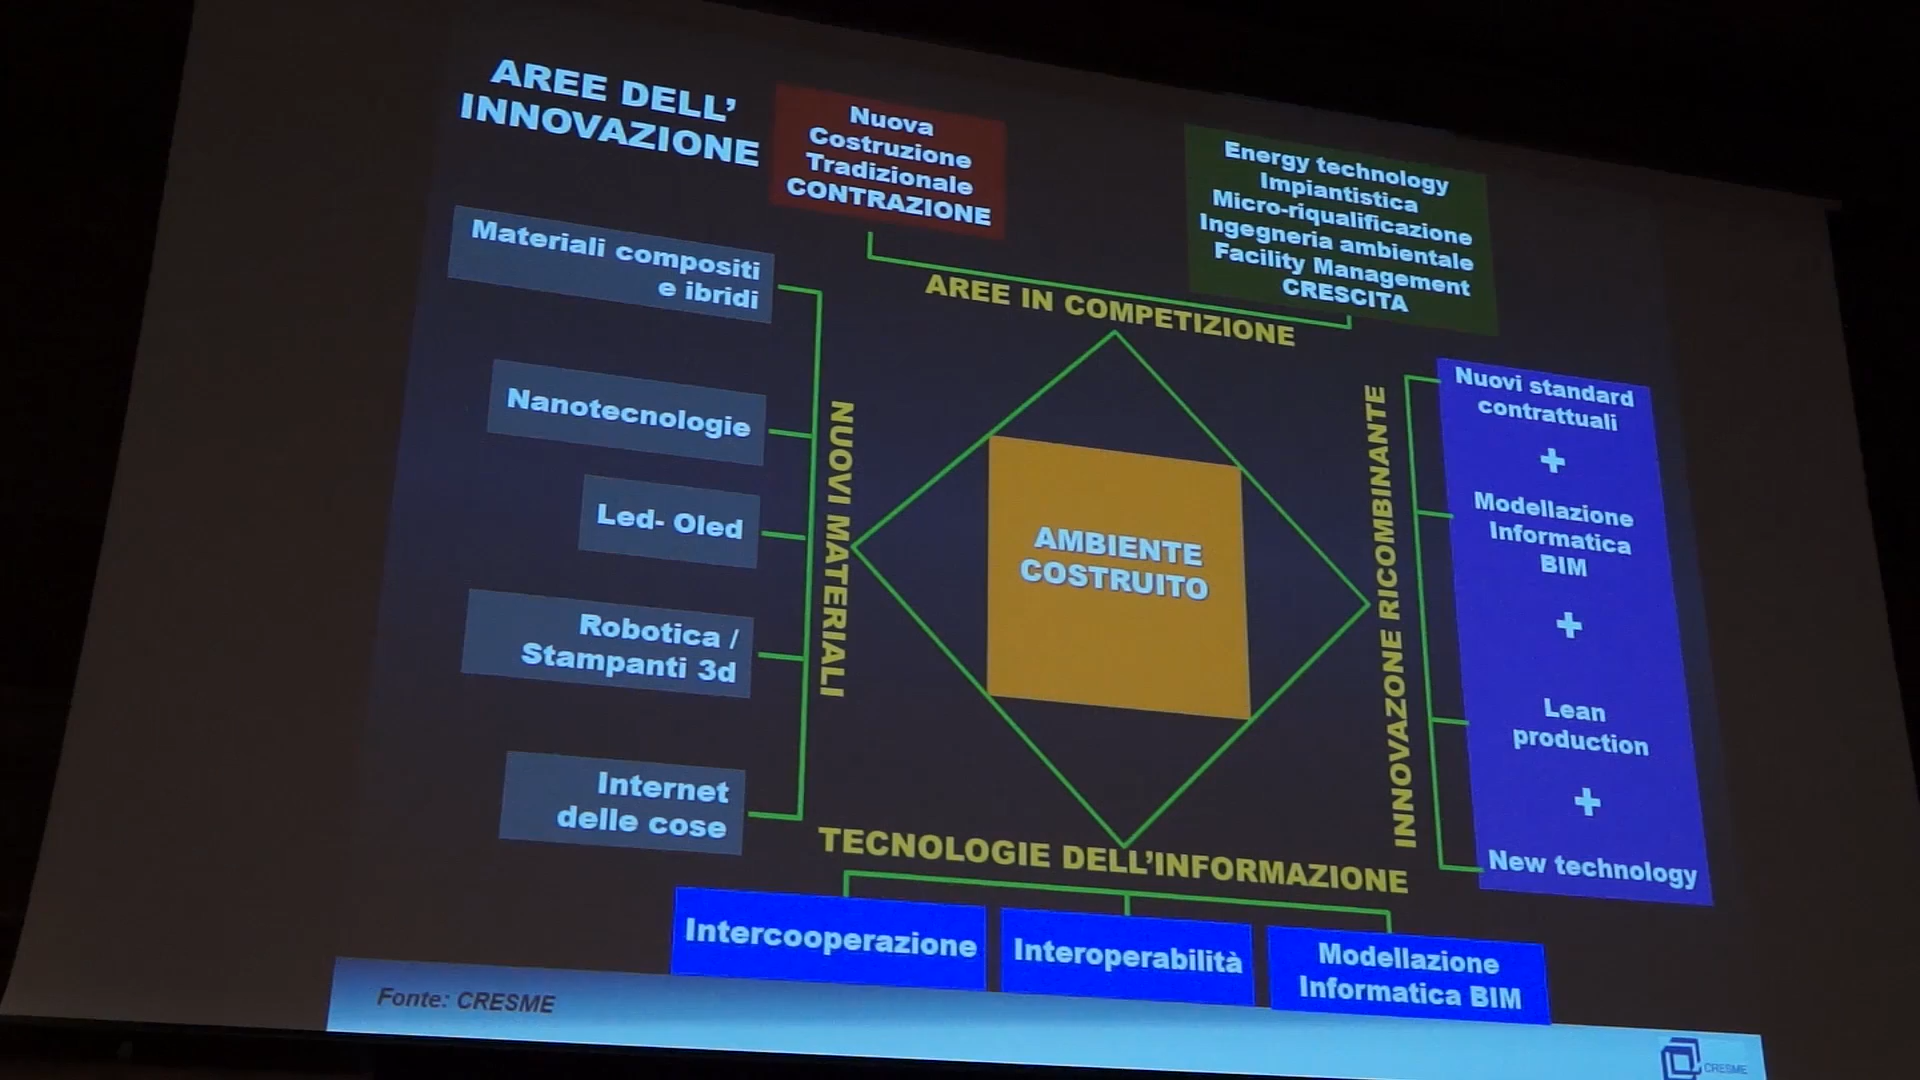 AREE DELL'
INNOVAZIONE
Nuova
Costruzione
Tradizionale
CONTRAZIONE
Energy technology
Impiantistica
Micro-riqualificazione
Ingegneria ambientale
Facility Management
CRESCITA
AREE IN COMPETIZIONE
Materiali compositi
e ibridi
Nanotecnologie
Led- Oled
Robotica /
Stampanti 3d
Internet
delle cose
NUOVI MATERIALI
AMBIENTE
COSTRUITO
INNOVAZONE RICOMBINANTE
Nuovi standard
contrattuali
+
Modellazione
Informatica
BIM
+
Lean
production
+
New technology
TECNOLOGIE DELL'INFORMAZIONE
Intercooperazione
Interoperabilità
Modellazione
Informatica BIM
Fonte: CRESME
CRESME